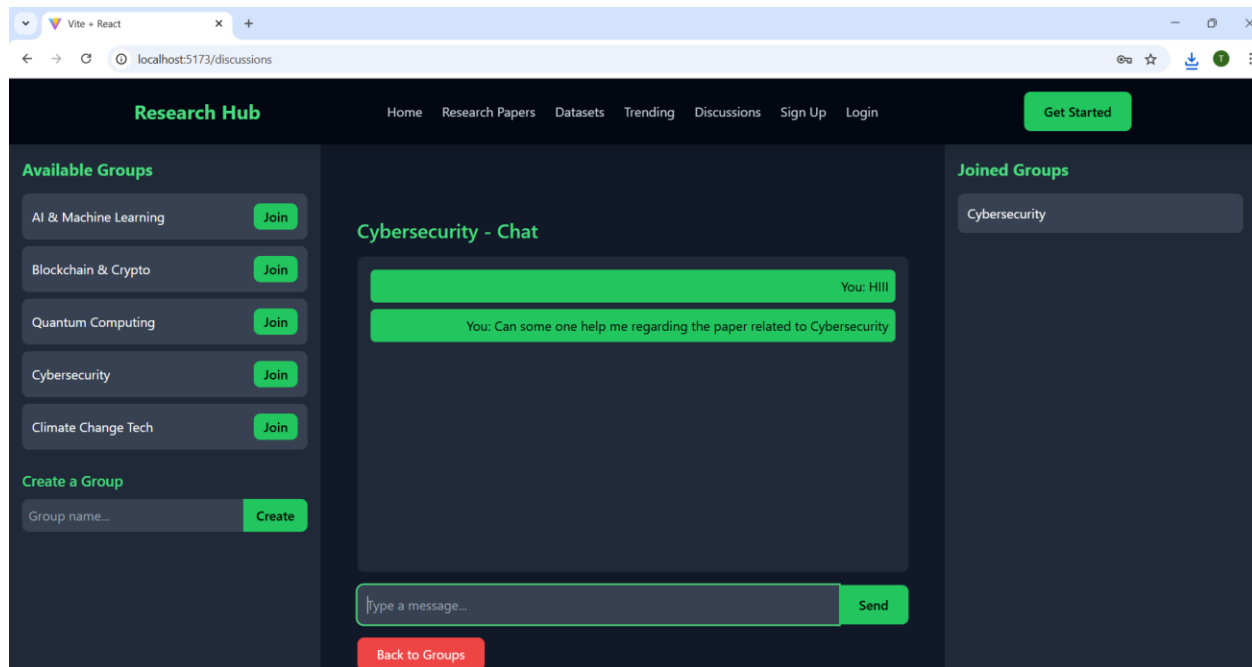 Vite + React
localhost:5173/discussions
T
Research Hub
Home Research Papers Datasets Trending Discussions Sign Up Login
Get Started
Available Groups
AI & Machine Learning Join
Blockchain & Crypto Join
Quantum Computing Join
Cybersecurity Join
Climate Change Tech Join
Create a Group
Group name... Create
Cybersecurity - Chat
You: HIII
You: Can some one help me regarding the paper related to Cybersecurity
Type a message... Send
Back to Groups
Joined Groups
Cybersecurity